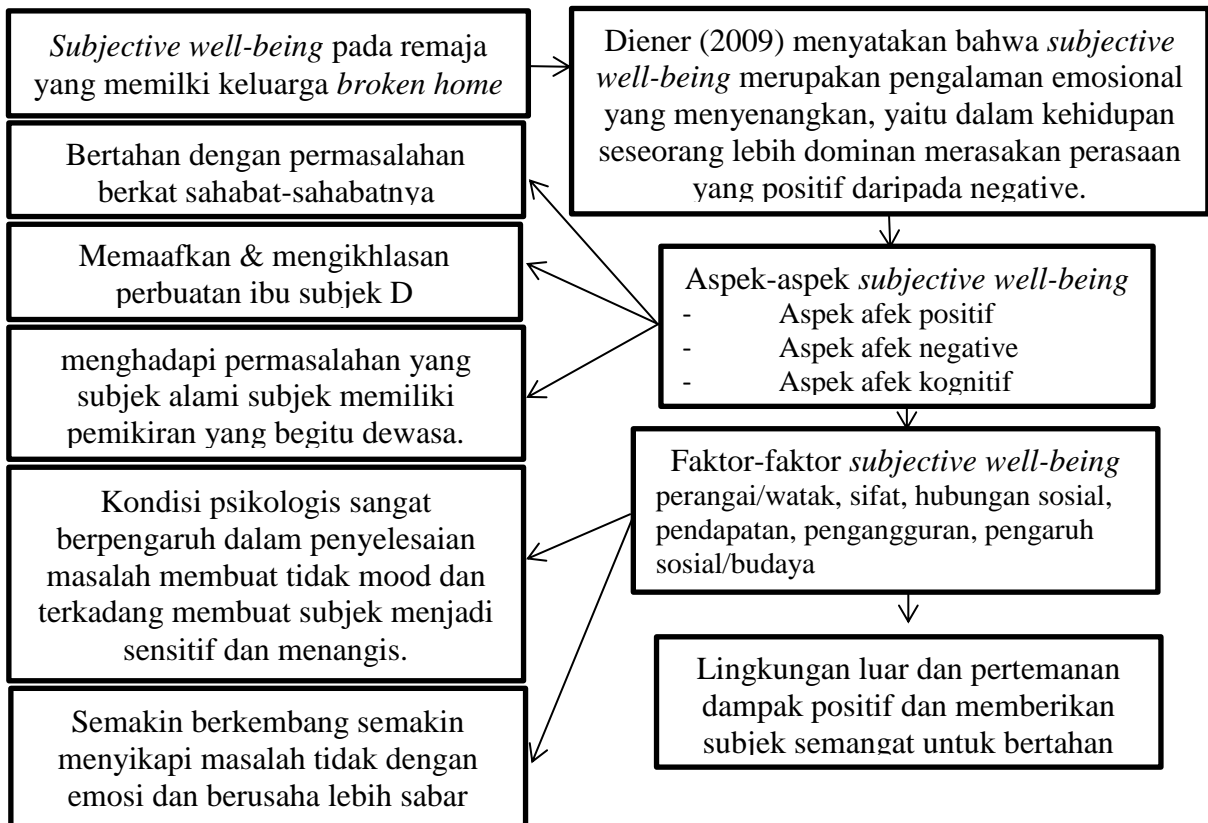 Subjective well-being pada remaja
yang memilki keluarga broken home
Diener (2009) menyatakan bahwa subjective
well-being merupakan pengalaman emosional
yang menyenangkan, yaitu dalam kehidupan
seseorang lebih dominan merasakan perasaan
yang positif daripada negative.
Bertahan dengan permasalahan
berkat sahabat-sahabatnya
Memaafkan & mengikhlasan
perbuatan ibu subjek D
menghadapi permasalahan yang
subjek alami subjek memiliki
pemikiran yang begitu dewasa.
Aspek-aspek subjective well-being
- Aspek afek positif
- Aspek afek negative
- Aspek afek kognitif
Kondisi psikologis sangat
berpengaruh dalam penyelesaian
masalah membuat tidak mood dan
terkadang membuat subjek menjadi
sensitif dan menangis.
Faktor-faktor subjective well-being
perangai/watak, sifat, hubungan sosial,
pendapatan, pengangguran, pengaruh
sosial/budaya
Semakin berkembang semakin
menyikapi masalah tidak dengan
emosi dan berusaha lebih sabar
Lingkungan luar dan pertemanan
dampak positif dan memberikan
subjek semangat untuk bertahan